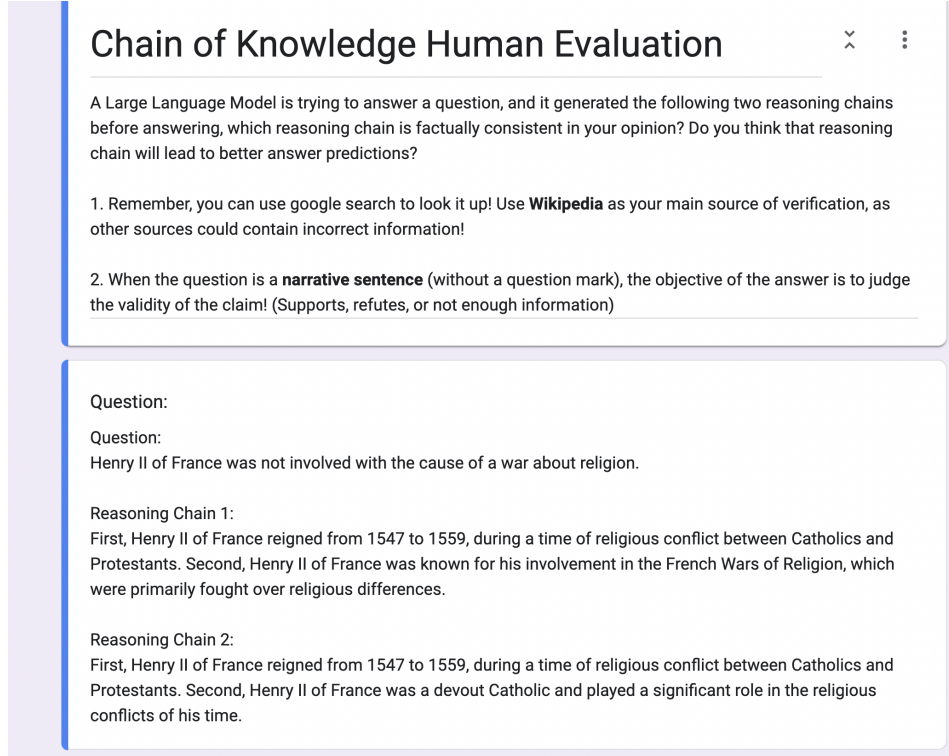 Chain of Knowledge Human Evaluation
A Large Language Model is trying to answer a question, and it generated the following two reasoning chains
before answering, which reasoning chain is factually consistent in your opinion? Do you think that reasoning
chain will lead to better answer predictions?
1. Remember, you can use google search to look it up! Use Wikipedia as your main source of verification, as
other sources could contain incorrect information!
2. When the question is a narrative sentence (without a question mark), the objective of the answer is to judge
the validity of the claim! (Supports, refutes, or not enough information)
Question:
Question:
Henry II of France was not involved with the cause of a war about religion.
Reasoning Chain 1:
First, Henry II of France reigned from 1547 to 1559, during a time of religious conflict between Catholics and
Protestants. Second, Henry II of France was known for his involvement in the French Wars of Religion, which
were primarily fought over religious differences.
Reasoning Chain 2:
First, Henry II of France reigned from 1547 to 1559, during a time of religious conflict between Catholics and
Protestants. Second, Henry II of France was a devout Catholic and played a significant role in the religious
conflicts of his time.